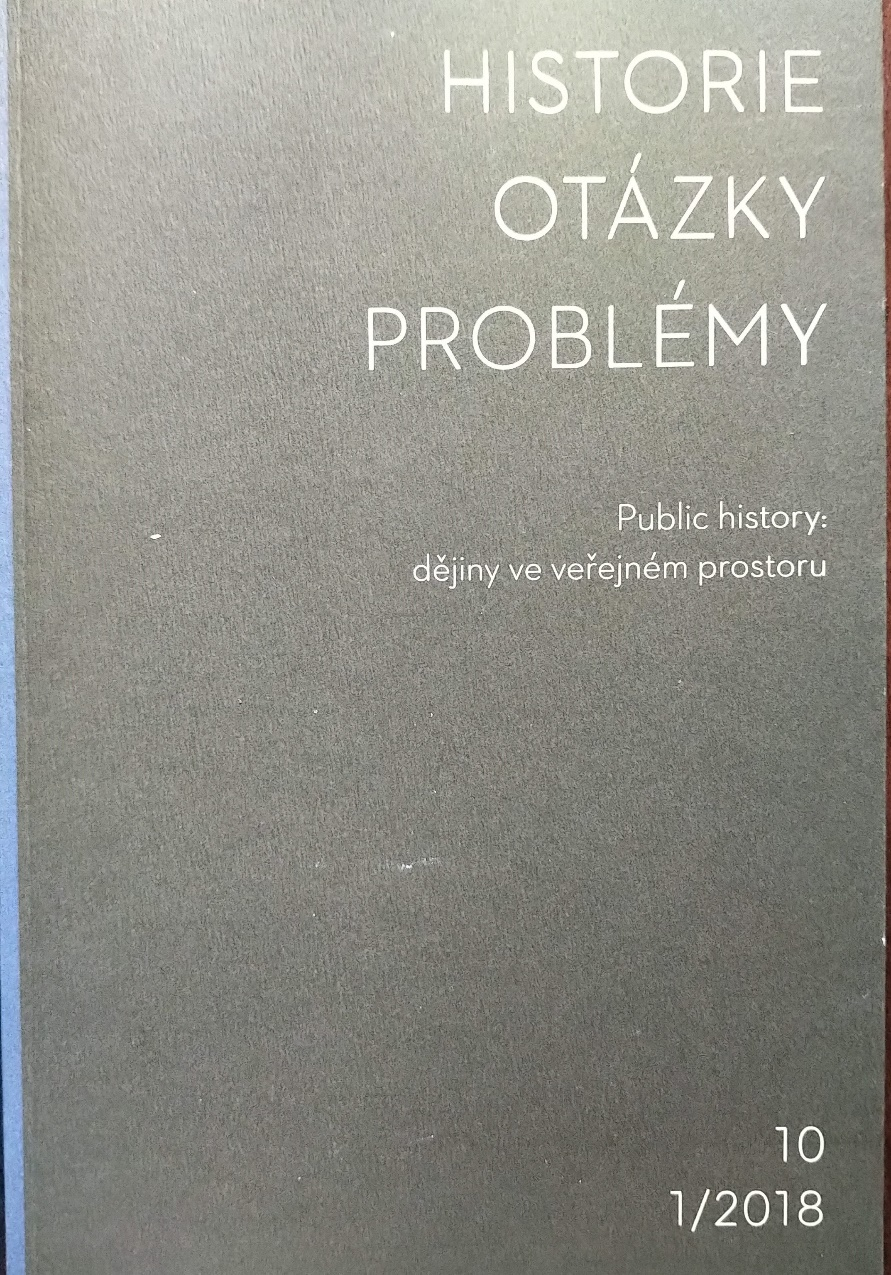 HISTORIE
OTÁZKY
PROBLÉMY
Public history:
dějiny ve veřejném prostoru
10
1/2018